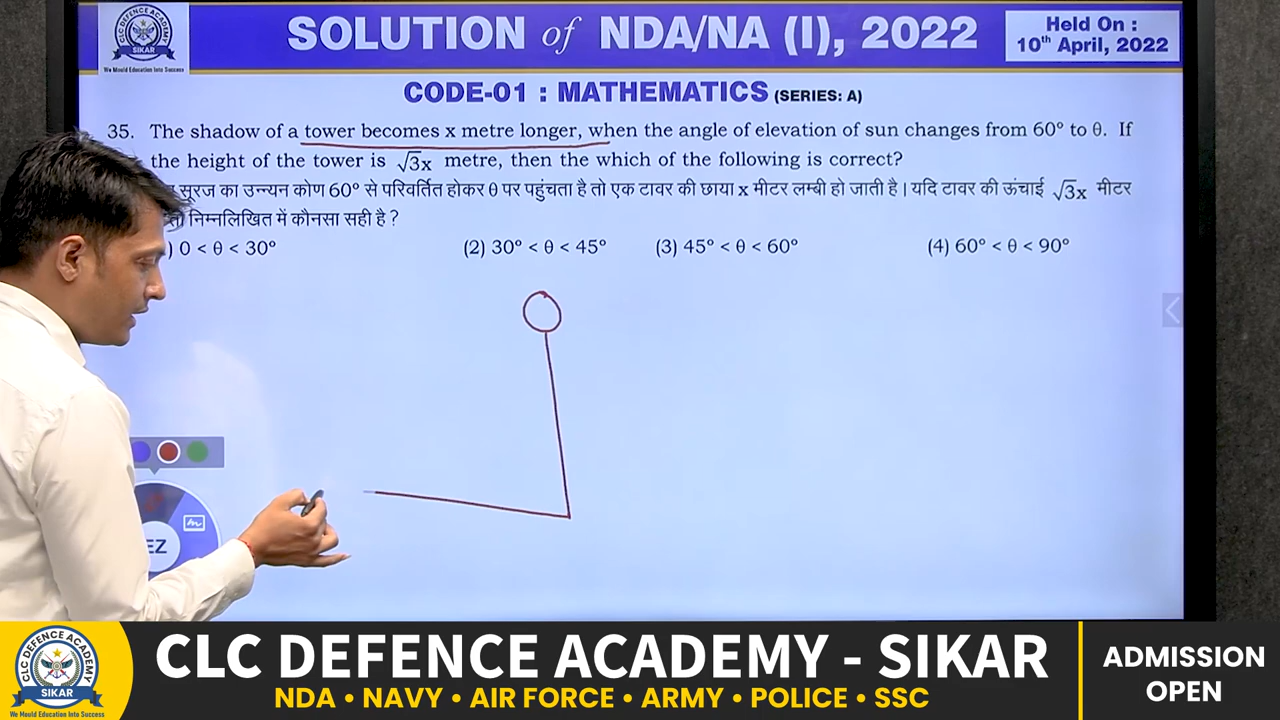 CLC DEFENCE ACADEMY
SIKAR
We Mould Education Into Success
SOLUTION of NDA/NA (I), 2022
Held On :
10th April, 2022
CODE-01 : MATHEMATICS (SERIES: A)
35. The shadow of a tower becomes x metre longer, when the angle of elevation of sun changes from 60° to θ. If
the height of the tower is √3x metre, then the which of the following is correct?
सूरज का उन्नयन कोण 60° से परिवर्तित होकर θ पर पहुंचता है तो एक टावर की छाया x मीटर लम्बी हो जाती है। यदि टावर की ऊंचाई √3x मीटर
निम्नलिखित में कौनसा सही है ?
) 0 < θ < 30° (2) 30° < θ < 45° (3) 45° < θ < 60° (4) 60° < θ < 90°
EZ
CLC DEFENCE ACADEMY
SIKAR
We Mould Education Into Success
CLC DEFENCE ACADEMY - SIKAR
NDA • NAVY • AIR FORCE • ARMY • POLICE • SSC
ADMISSION
OPEN